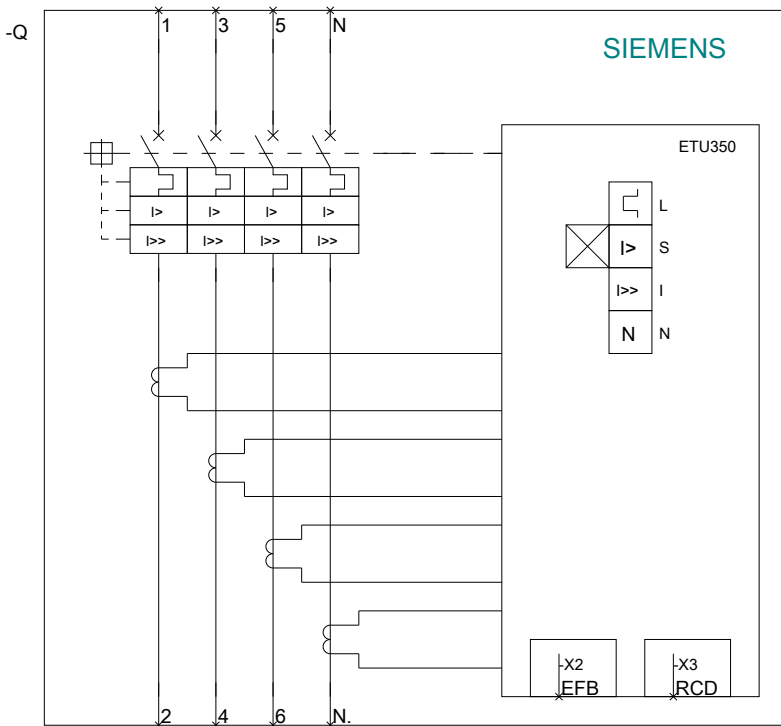 -Q
1 3 5 N
SIEMENS
ETU350
L
I> I> I> I> I> S
I>> I>> I>> I>> I>> I
N N
-X2 -X3
EFB RCD
2 4 6 N.